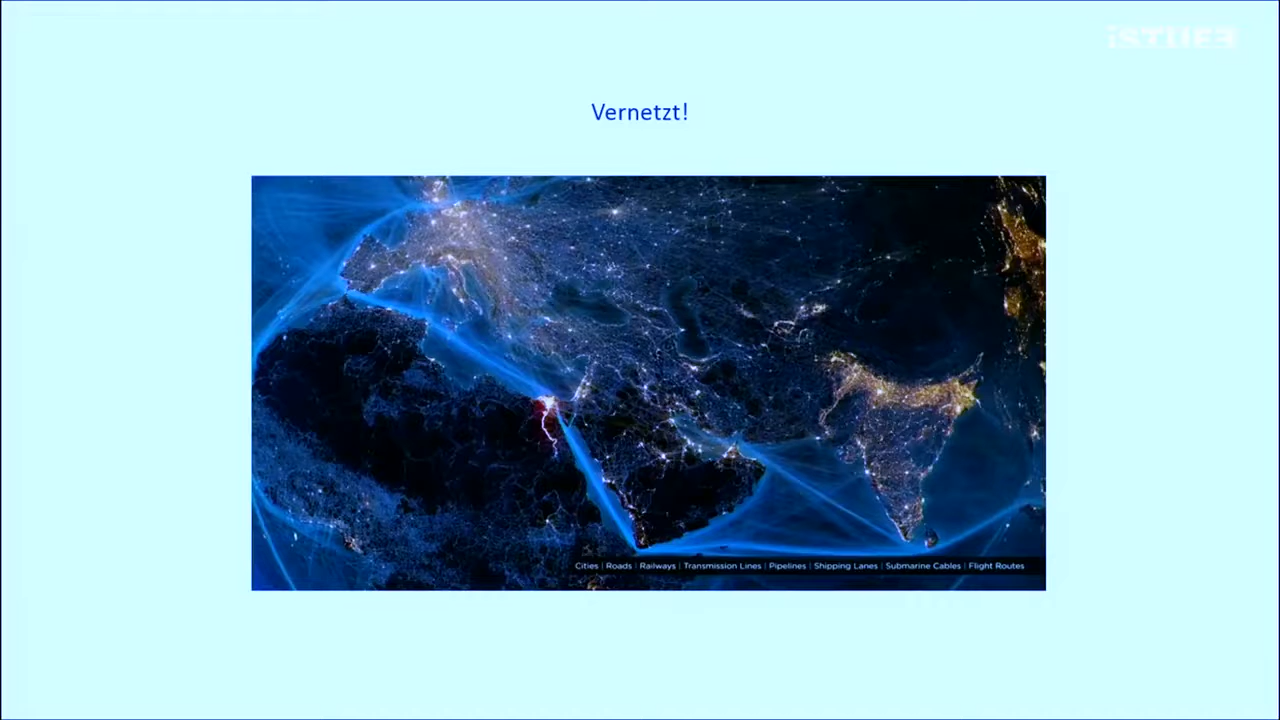 Vernetzt!
Cities | Roads | Railways | Transmission Lines | Pipelines | Shipping Lanes | Submarine Cables | Flight Routes